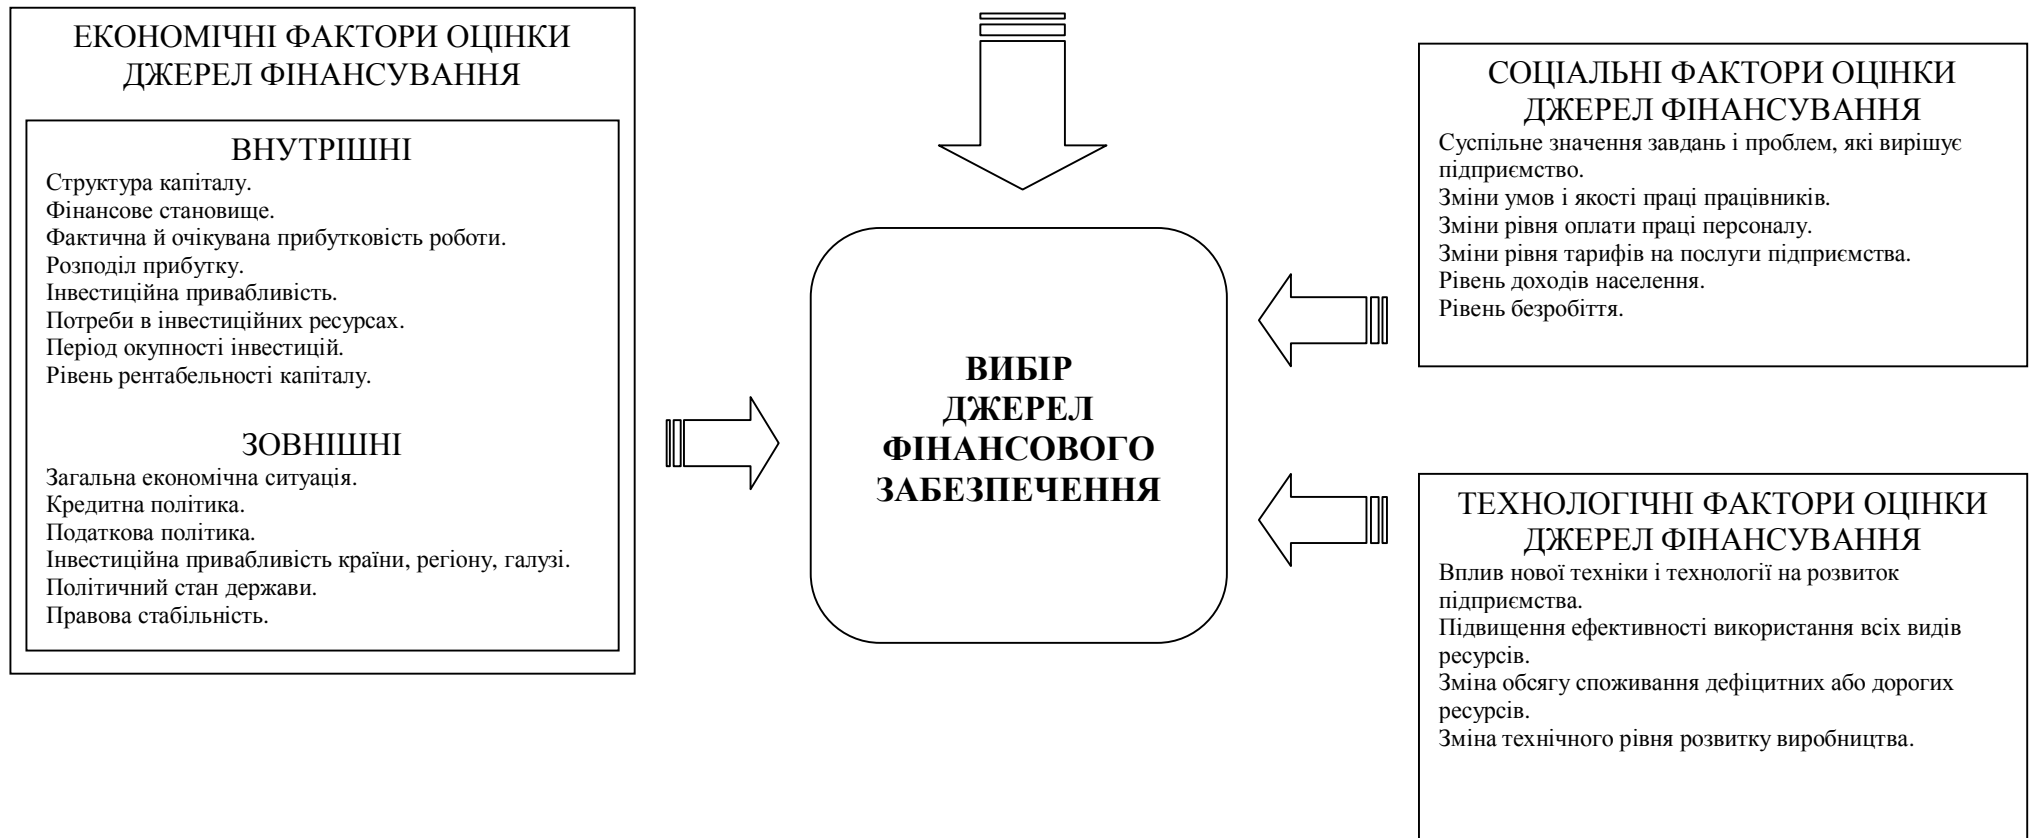 ЕКОНОМІЧНІ ФАКТОРИ ОЦІНКИ
ДЖЕРЕЛ ФІНАНСУВАННЯ
ВНУТРІШНІ
Структура капіталу.
Фінансове становище.
Фактична й очікувана прибутковість роботи.
Розподіл прибутку.
Інвестиційна привабливість.
Потреби в інвестиційних ресурсах.
Період окупності інвестицій.
Рівень рентабельності капіталу.
ЗОВНІШНІ
Загальна економічна ситуація.
Кредитна політика.
Податкова політика.
Інвестиційна привабливість країни, регіону, галузі.
Політичний стан держави.
Правова стабільність.
ВИБІР
ДЖЕРЕЛ
ФІНАНСОВОГО
ЗАБЕЗПЕЧЕННЯ
СОЦІАЛЬНІ ФАКТОРИ ОЦІНКИ
ДЖЕРЕЛ ФІНАНСУВАННЯ
Суспільне значення завдань і проблем, які вирішує
підприємство.
Зміни умов і якості праці працівників.
Зміни рівня оплати праці персоналу.
Зміни рівня тарифів на послуги підприємства.
Рівень доходів населення.
Рівень безробіття.
ТЕХНОЛОГІЧНІ ФАКТОРИ ОЦІНКИ
ДЖЕРЕЛ ФІНАНСУВАННЯ
Вплив нової техніки і технології на розвиток
підприємства.
Підвищення ефективності використання всіх видів
ресурсів.
Зміна обсягу споживання дефіцитних або дорогих
ресурсів.
Зміна технічного рівня розвитку виробництва.